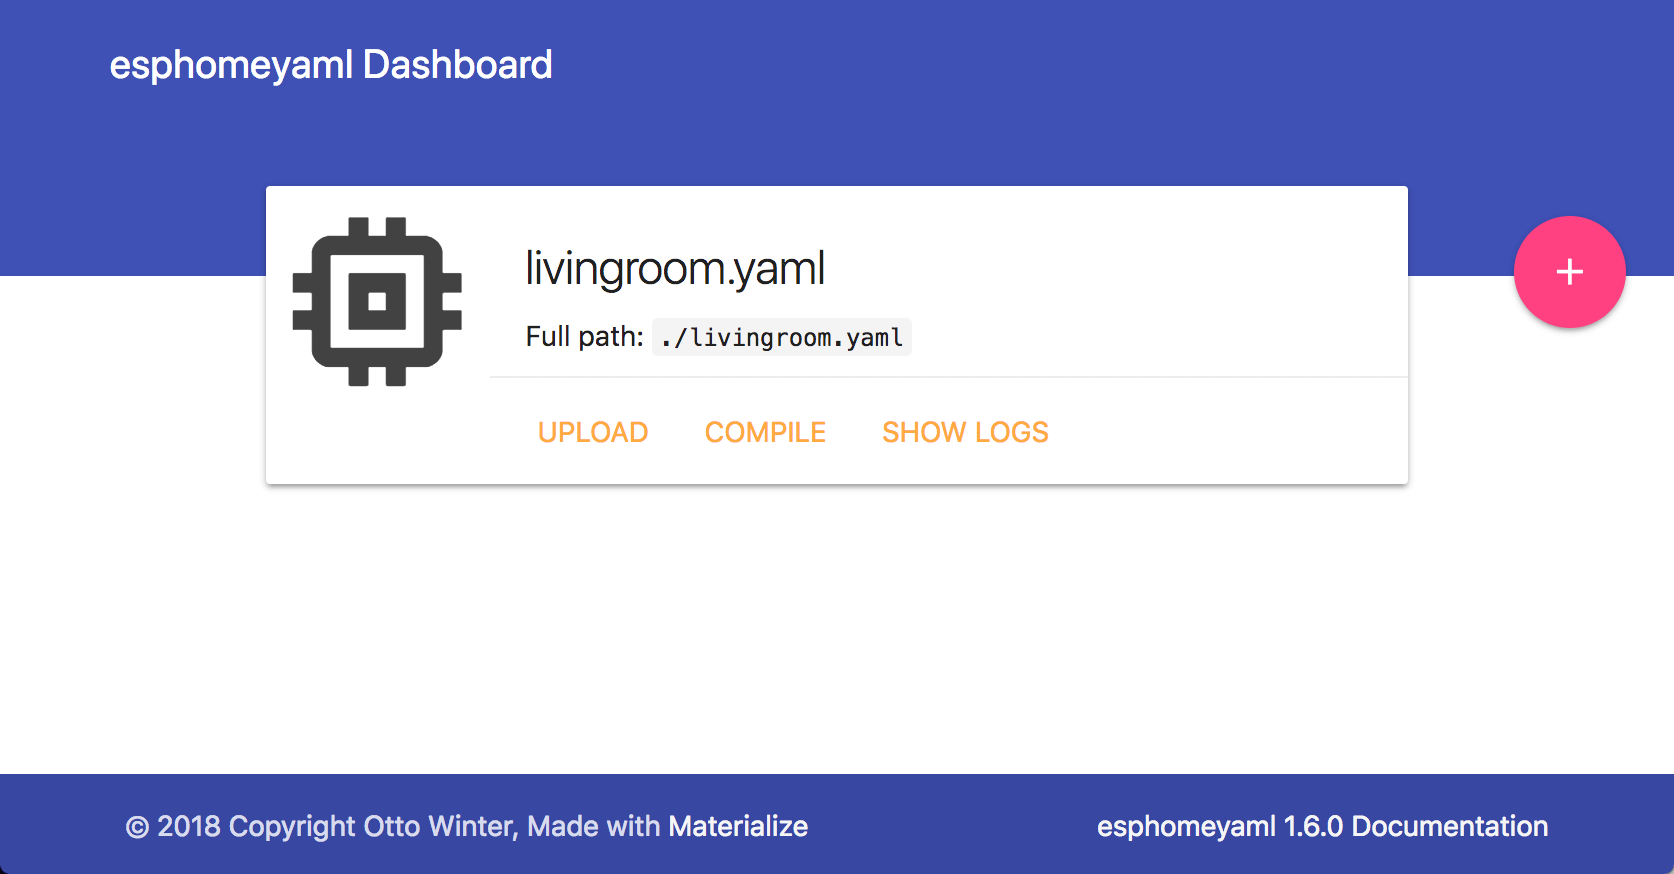 esphomeyaml Dashboard
livingroom.yaml
Full path: ./livingroom.yaml
UPLOAD COMPILE SHOW LOGS
+
© 2018 Copyright Otto Winter, Made with Materialize
esphomeyaml 1.6.0 Documentation